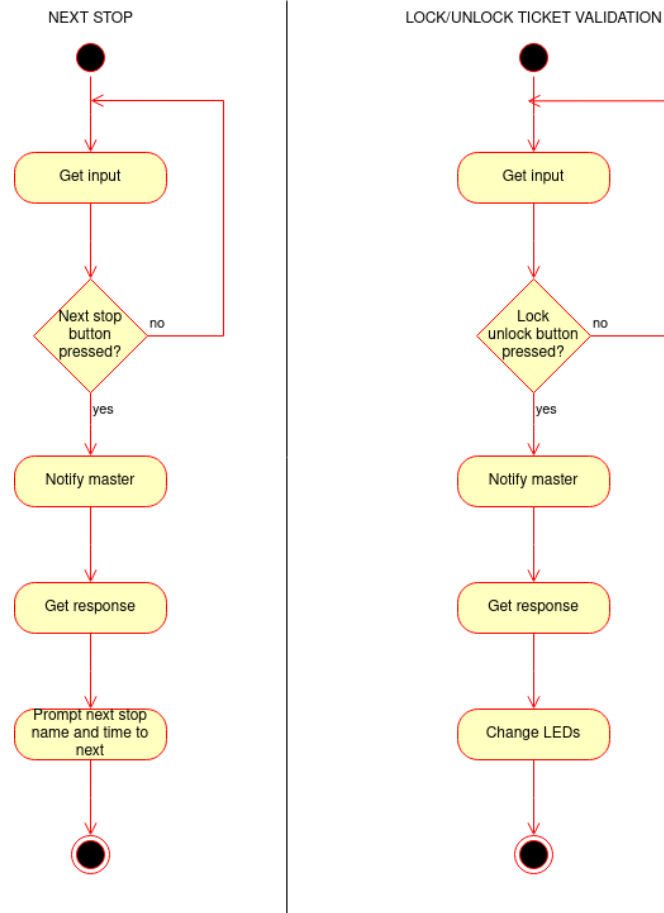 NEXT STOP
Get input
Next stop
button
pressed?
no
yes
Notify master
Get response
Prompt next stop
name and time to
next
LOCK/UNLOCK TICKET VALIDATION
Get input
Lock
unlock button
pressed?
no
yes
Notify master
Get response
Change LEDs